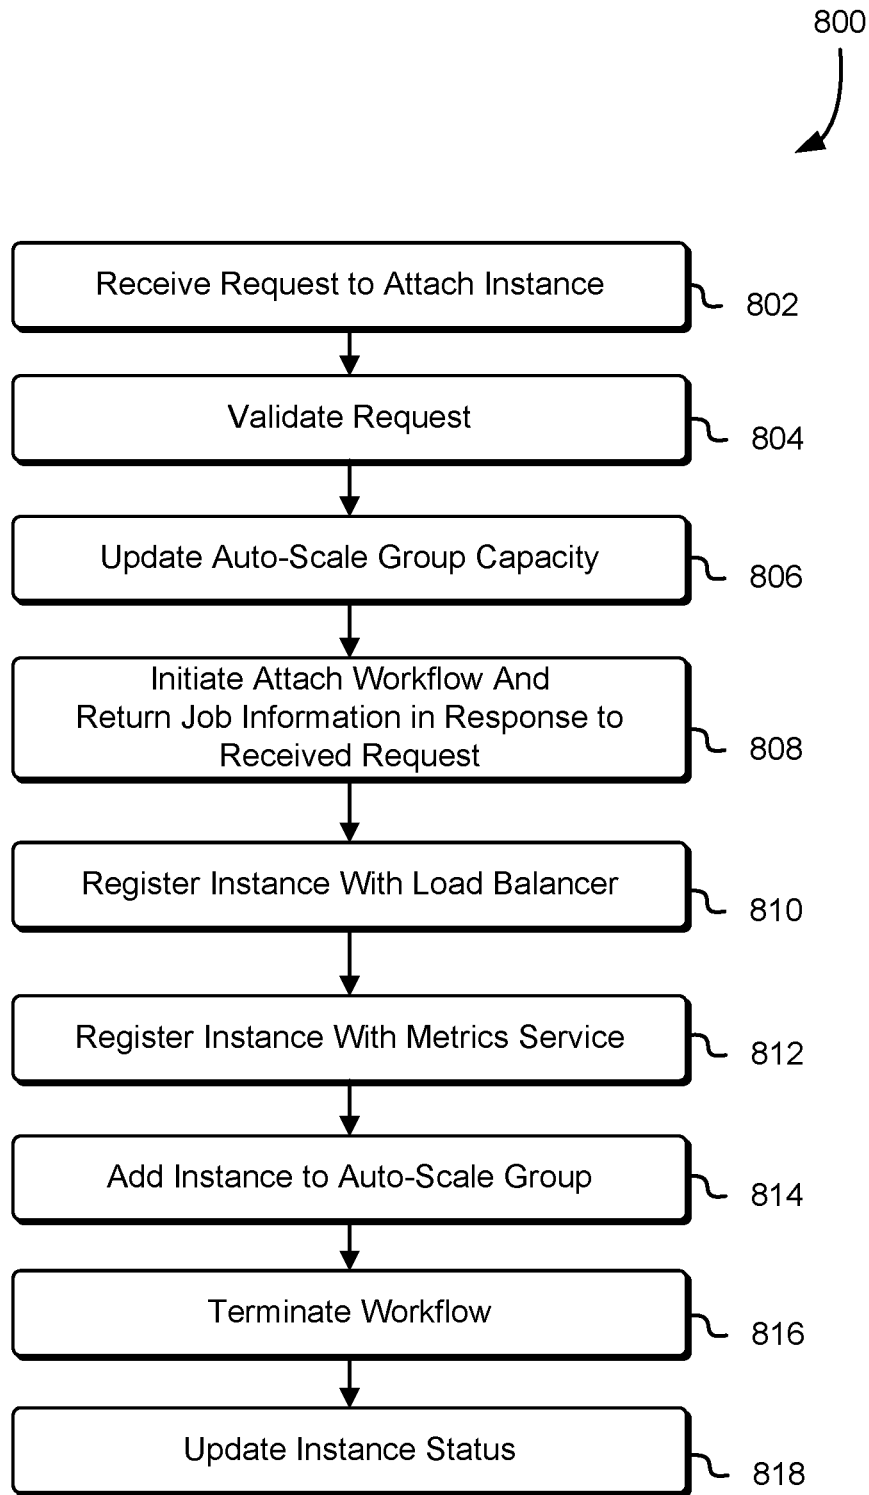 800
Receive Request to Attach Instance
802
Validate Request
804
Update Auto-Scale Group Capacity
806
Initiate Attach Workflow And
Return Job Information in Response to
Received Request
808
Register Instance With Load Balancer
810
Register Instance With Metrics Service
812
Add Instance to Auto-Scale Group
814
Terminate Workflow
816
Update Instance Status
818